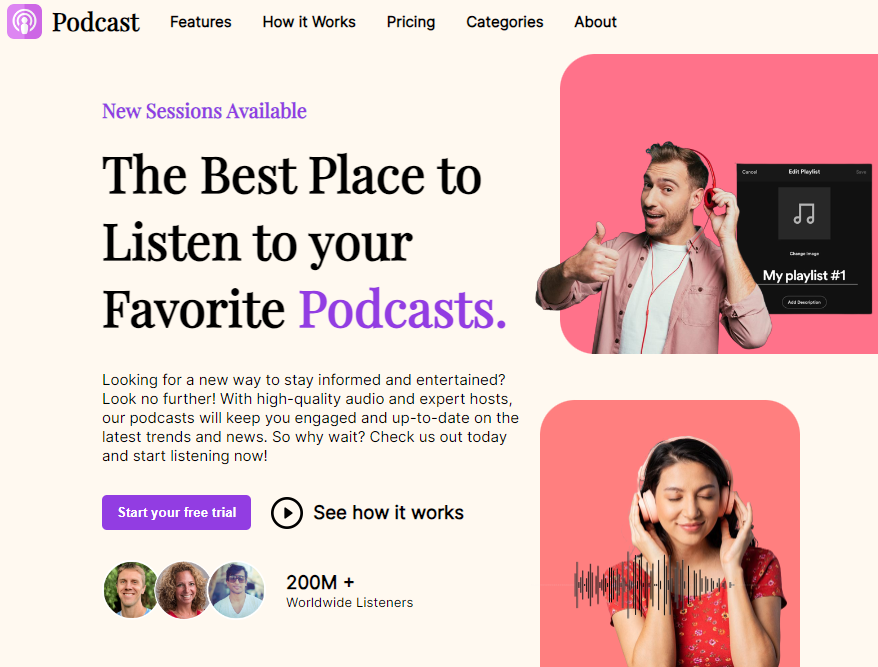 Podcast
Features
How it Works
Pricing
Categories
About
New Sessions Available
The Best Place to
Listen to your
Favorite Podcasts.
Looking for a new way to stay informed and entertained?
Look no further! With high-quality audio and expert hosts,
our podcasts will keep you engaged and up-to-date on the
latest trends and news. So why wait? Check us out today
and start listening now!
Start your free trial
See how it works
200M +
Worldwide Listeners
Cancel
Edit Playlist
Save
Change Image
My playlist #1
Add Description